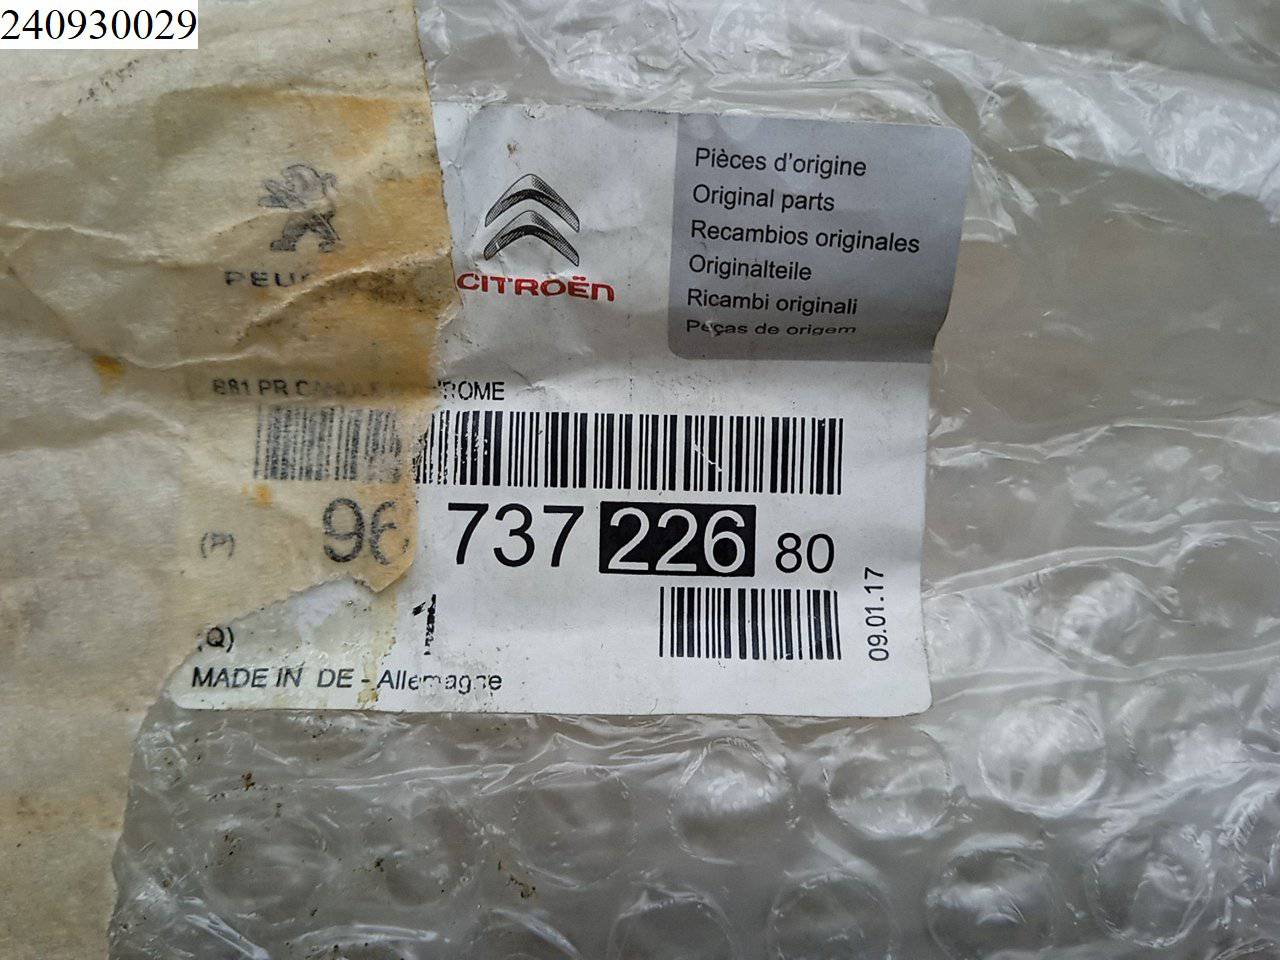 240930029
Pièces d'origine
Original parts
Recambios originales
Originalteile
Ricambi originali
Peças de origem
CITROËN
PR
96 737 226 80
(P)
09.01.17
1
(Q)
MADE IN DE - Allemagne